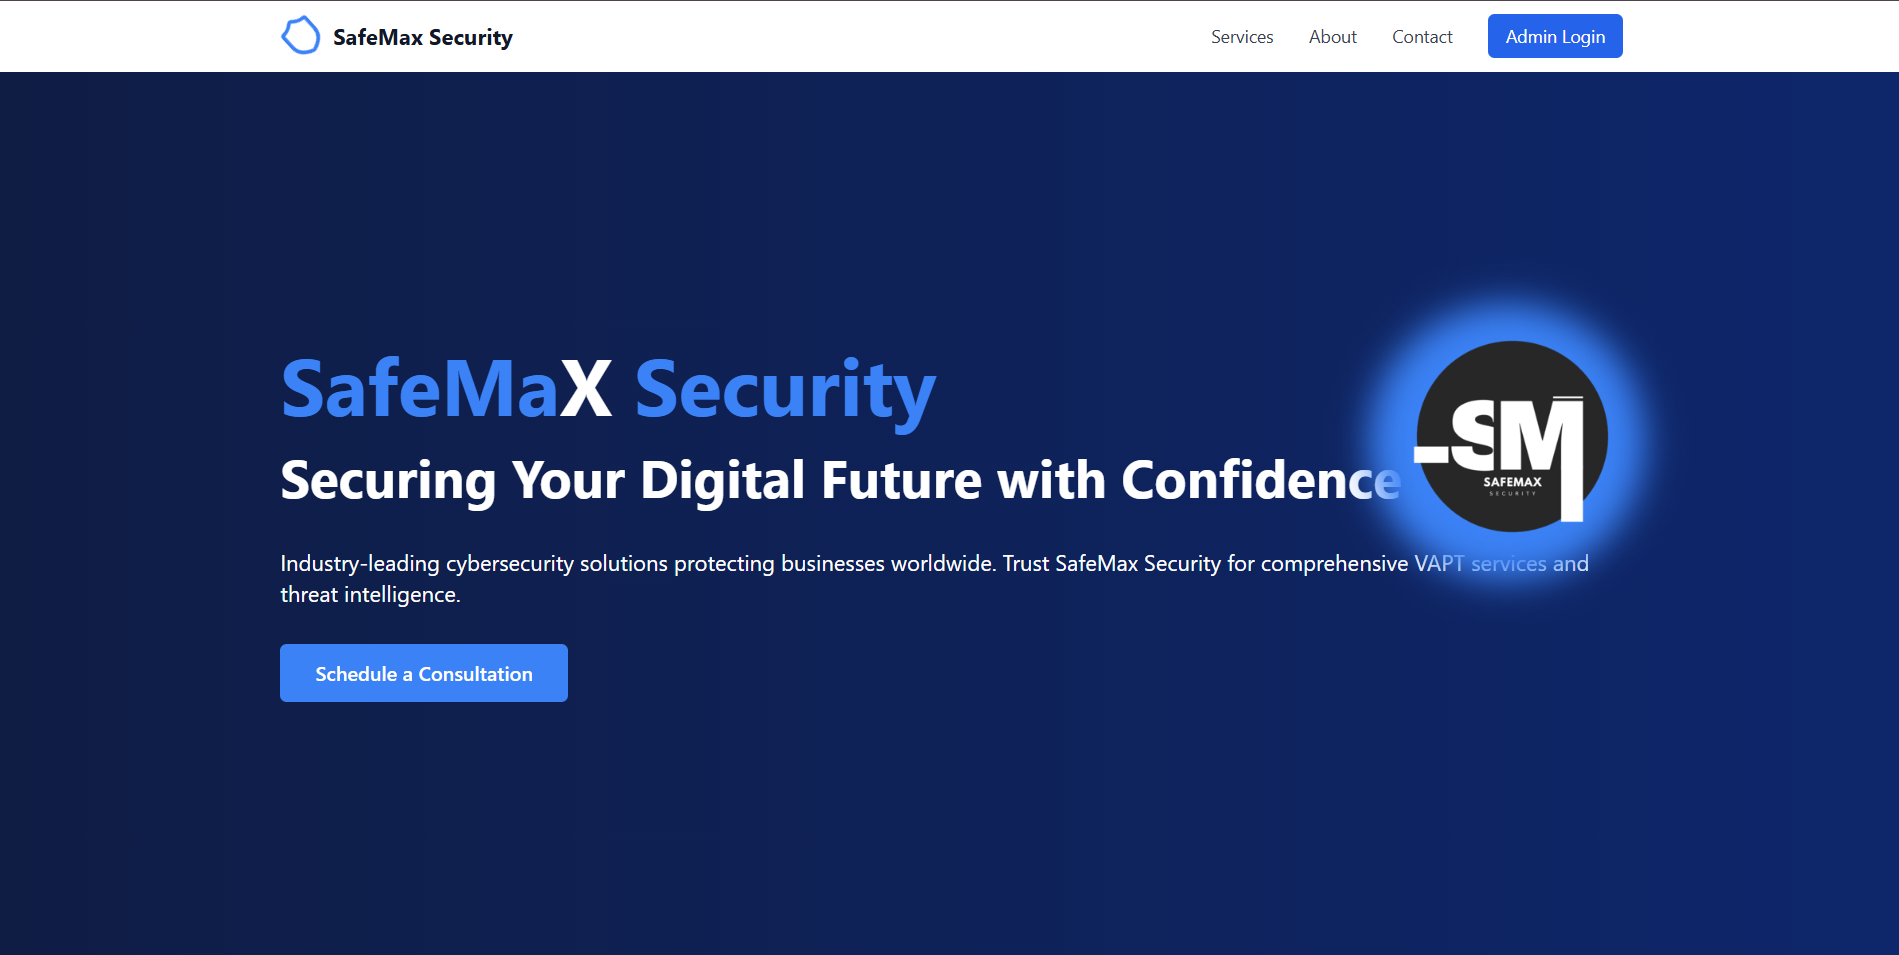 SafeMax Security
Services
About
Contact
Admin Login
SafeMaX Security
Securing Your Digital Future with Confidence
SM
SAFEMAX
SECURITY
Industry-leading cybersecurity solutions protecting businesses worldwide. Trust SafeMax Security for comprehensive VAPT services and
threat intelligence.
Schedule a Consultation